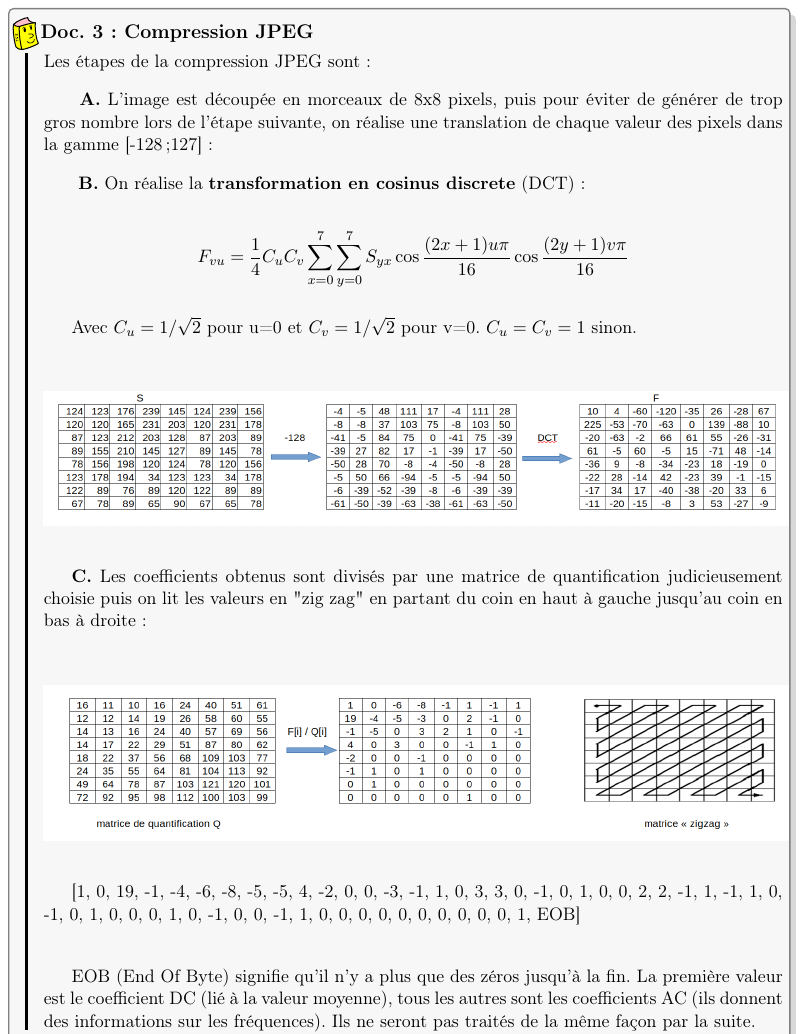 Doc. 3 : Compression JPEG
Les étapes de la compression JPEG sont :
A. L'image est découpée en morceaux de 8x8 pixels, puis pour éviter de générer de trop
gros nombre lors de l'étape suivante, on réalise une translation de chaque valeur des pixels dans
la gamme [-128 ;127] :
B. On réalise la transformation en cosinus discrete (DCT) :
F_{vu} = \frac{1}{4} C_u C_v \sum_{x=0}^{7} \sum_{y=0}^{7} S_{yx} \cos \frac{(2x+1)u\pi}{16} \cos \frac{(2y+1)v\pi}{16}
Avec C_u = 1/√2 pour u=0 et C_v = 1/√2 pour v=0. C_u = C_v = 1 sinon.
S
124 123 176 239 145 124 239 156
120 120 165 231 203 120 231 178
87 123 212 203 128 87 203 89
89 155 210 145 127 89 145 78
78 156 198 120 124 78 120 156
123 178 194 34 123 123 34 178
122 89 76 89 120 122 89 89
67 78 89 65 90 67 65 78
-128
-4 -5 48 111 17 -4 111 28
-8 -8 37 103 75 -8 103 50
-41 -5 84 75 0 -41 75 -39
-39 27 82 17 -1 -39 17 -50
-50 28 70 -8 -4 -50 -8 28
-5 50 66 -94 -5 -5 -94 50
-6 -39 -52 -39 -8 -6 -39 -39
-61 -50 -39 -63 -38 -61 -63 -50
DCT
F
10 4 -60 -120 -35 26 -28 67
225 -53 -70 -63 0 139 -88 10
-20 -63 -2 66 61 55 -26 -31
61 -5 60 -5 15 -71 48 -14
-36 9 -8 -34 -23 18 -19 0
-22 28 -14 42 -23 39 -1 -15
-17 34 17 -40 -38 -20 33 6
-11 -20 -15 -8 3 53 -27 -9
C. Les coefficients obtenus sont divisés par une matrice de quantification judicieusement
choisie puis on lit les valeurs en "zig zag" en partant du coin en haut à gauche jusqu'au coin en
bas à droite :
16 11 10 16 24 40 51 61
12 12 14 19 26 58 60 55
14 13 16 24 40 57 69 56
14 17 22 29 51 87 80 62
18 22 37 56 68 109 103 77
24 35 55 64 81 104 113 92
49 64 78 87 103 121 120 101
72 92 95 98 112 100 103 99
matrice de quantification Q
F[i] / Q[i]
1 0 -6 -8 -1 1 -1 1
19 -4 -5 -3 0 2 -1 0
-1 -5 0 3 2 1 0 -1
4 0 3 0 0 -1 1 0
-2 0 0 -1 0 0 0 0
-1 1 0 1 0 0 0 0
0 1 0 0 0 0 0 0
0 0 0 0 0 1 0 0
matrice « zigzag »
[1, 0, 19, -1, -4, -6, -8, -5, -5, 4, -2, 0, 0, -3, -1, 1, 0, 3, 3, 0, -1, 0, 1, 0, 0, 2, 2, -1, 1, -1, 1, 0,
-1, 0, 1, 0, 0, 0, 1, 0, -1, 0, 0, -1, 1, 0, 0, 0, 0, 0, 0, 0, 0, 0, 0, 1, EOB]
EOB (End Of Byte) signifie qu'il n'y a plus que des zéros jusqu'à la fin. La première valeur
est le coefficient DC (lié à la valeur moyenne), tous les autres sont les coefficients AC (ils donnent
des informations sur les fréquences). Ils ne seront pas traités de la même façon par la suite.